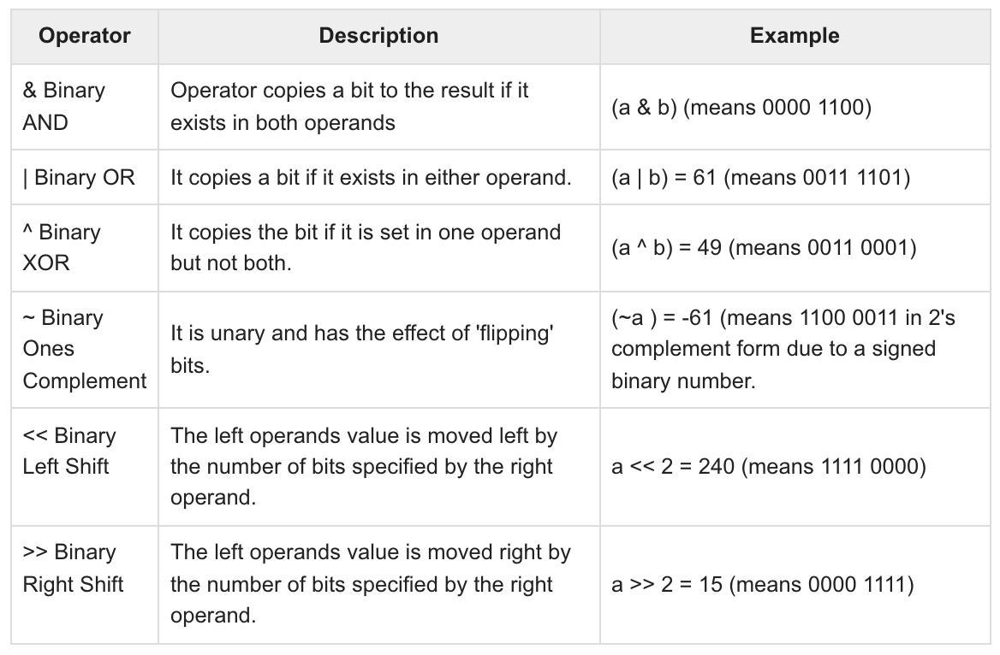 Operator Description Example
& Binary
AND
Operator copies a bit to the result if it
exists in both operands
(a & b) (means 0000 1100)
| Binary OR
It copies a bit if it exists in either operand.
(a | b) = 61 (means 0011 1101)
^ Binary
XOR
It copies the bit if it is set in one operand
but not both.
(a ^ b) = 49 (means 0011 0001)
~ Binary
Ones
Complement
It is unary and has the effect of 'flipping'
bits.
(~a ) = -61 (means 1100 0011 in 2's
complement form due to a signed
binary number.
<< Binary
Left Shift
The left operands value is moved left by
the number of bits specified by the right
operand.
a << 2 = 240 (means 1111 0000)
>> Binary
Right Shift
The left operands value is moved right by
the number of bits specified by the right
operand.
a >> 2 = 15 (means 0000 1111)